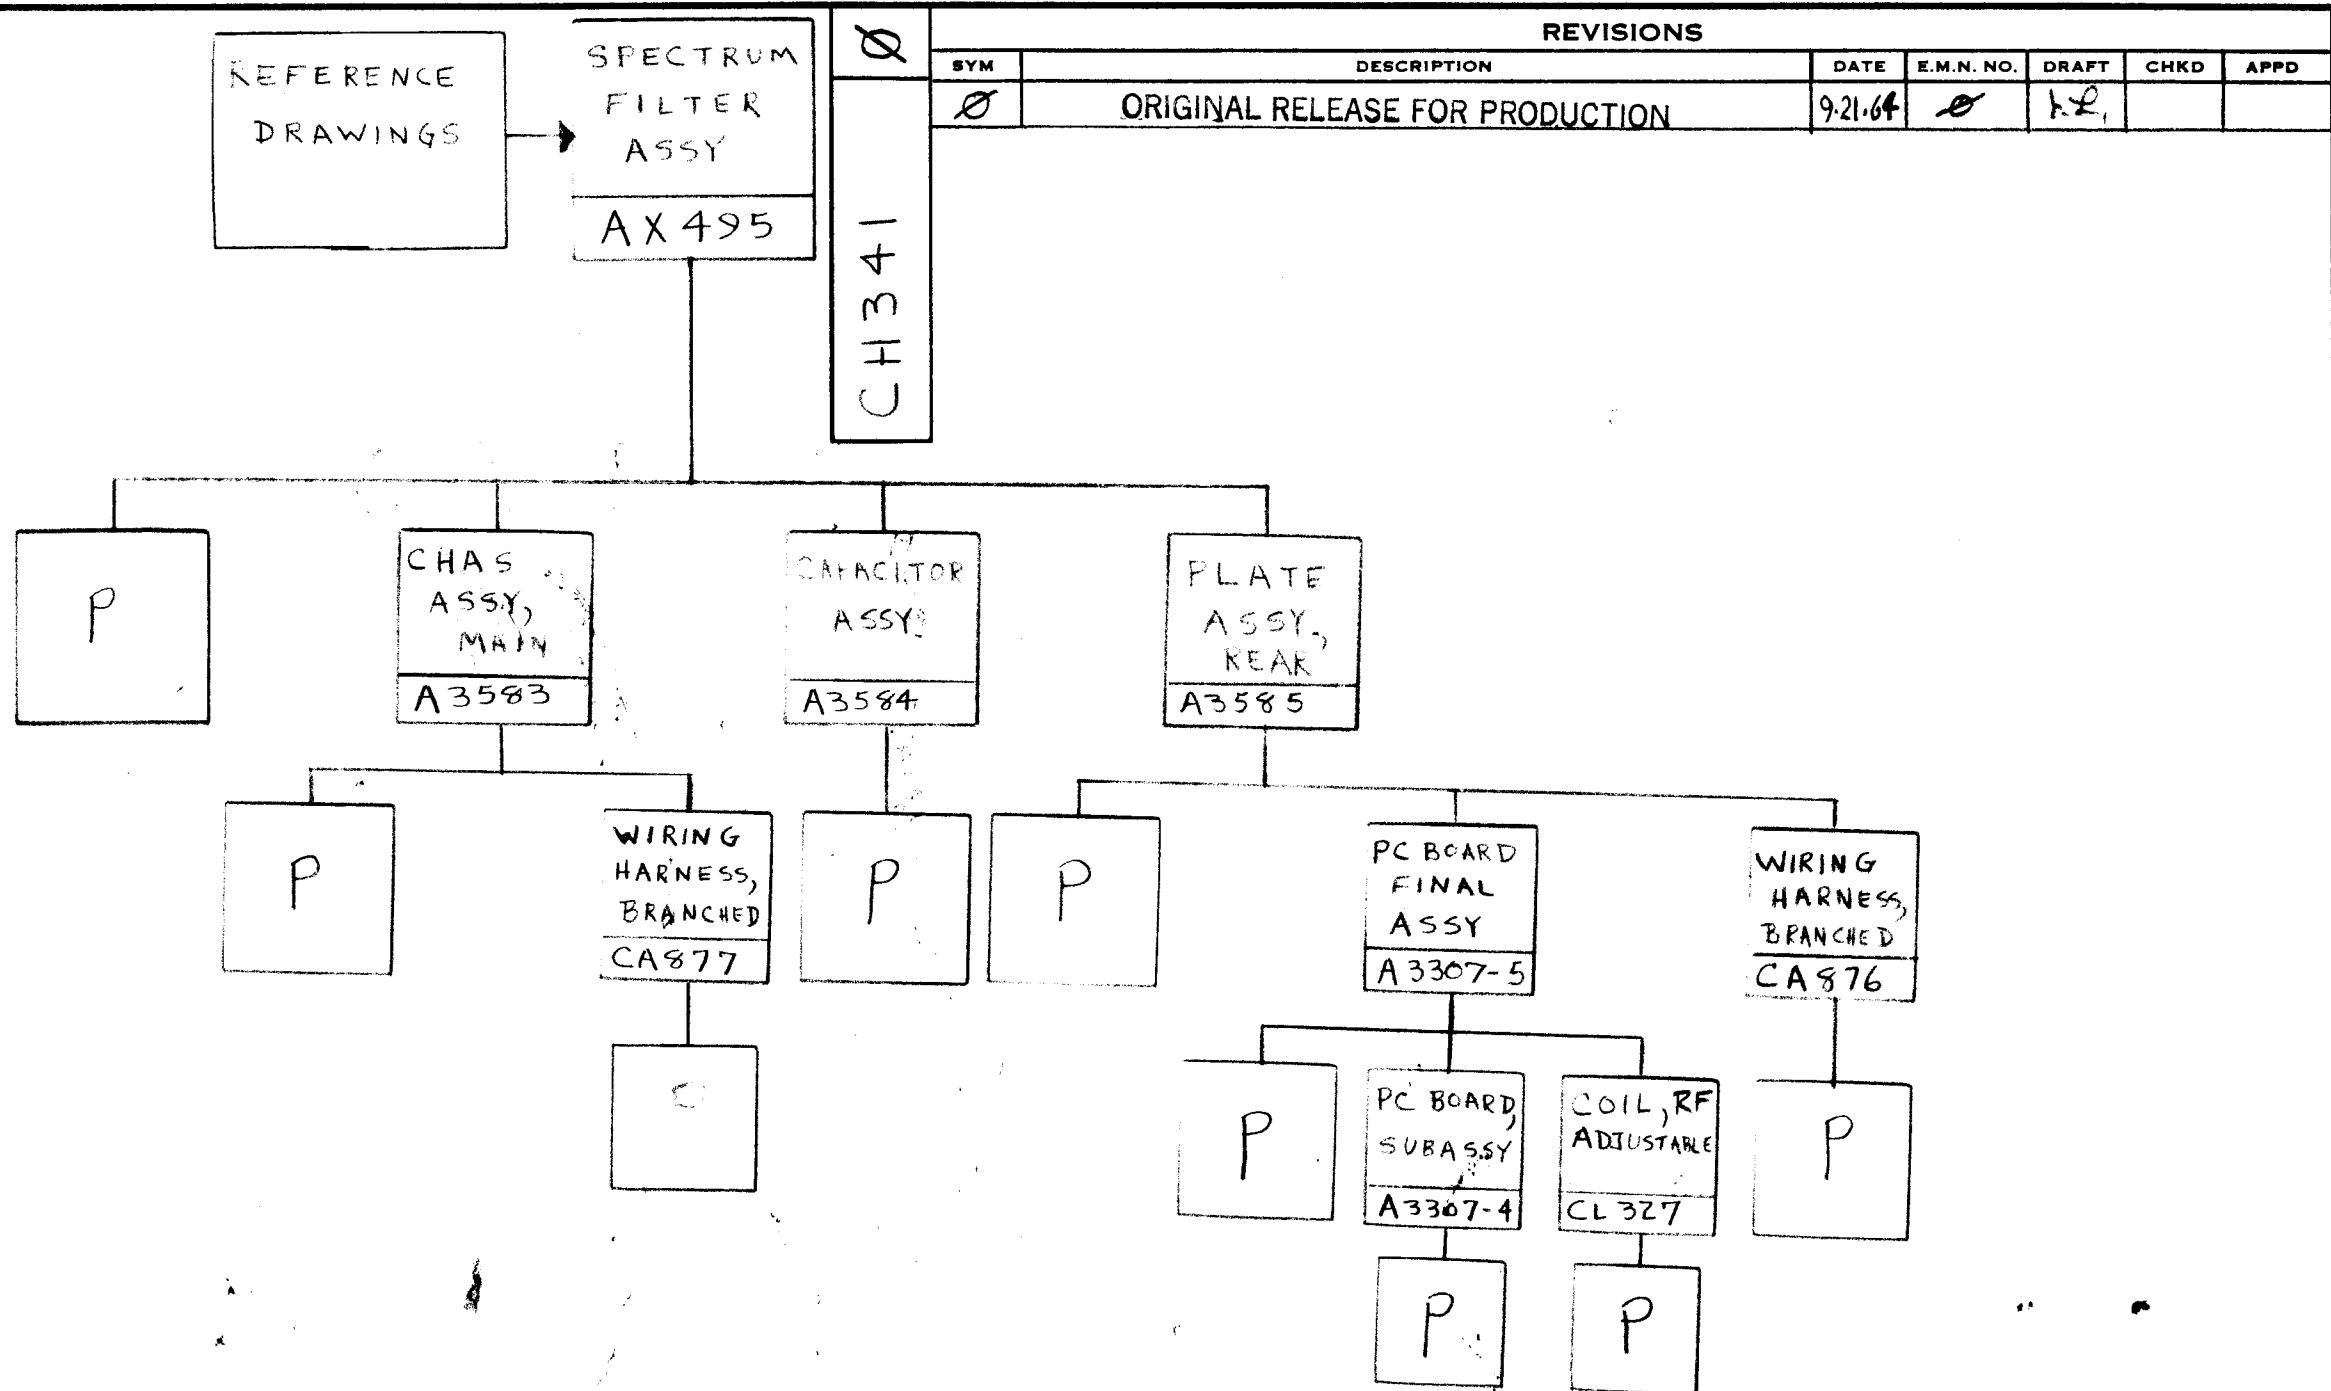 REFERENCE
DRAWINGS
SPECTRUM
FILTER
ASSY
AX495
Ø
CH341
REVISIONS
SYM DESCRIPTION DATE E.M.N. NO. DRAFT CHKD APPD
Ø ORIGINAL RELEASE FOR PRODUCTION 9.21.64 Ø
P
CHAS
ASSY,
MAIN
A3583
CAPACITOR
ASSY
A3584
PLATE
ASSY.,
REAR
A3585
P
WIRING
HARNESS,
BRANCHED
CA877
P
P
PC BOARD
FINAL
ASSY
A3307-5
WIRING
HARNESS,
BRANCHED
CA876
P
PC BOARD,
SUBASSY
A3307-4
COIL, RF
ADJUSTABLE
CL327
P
P
P